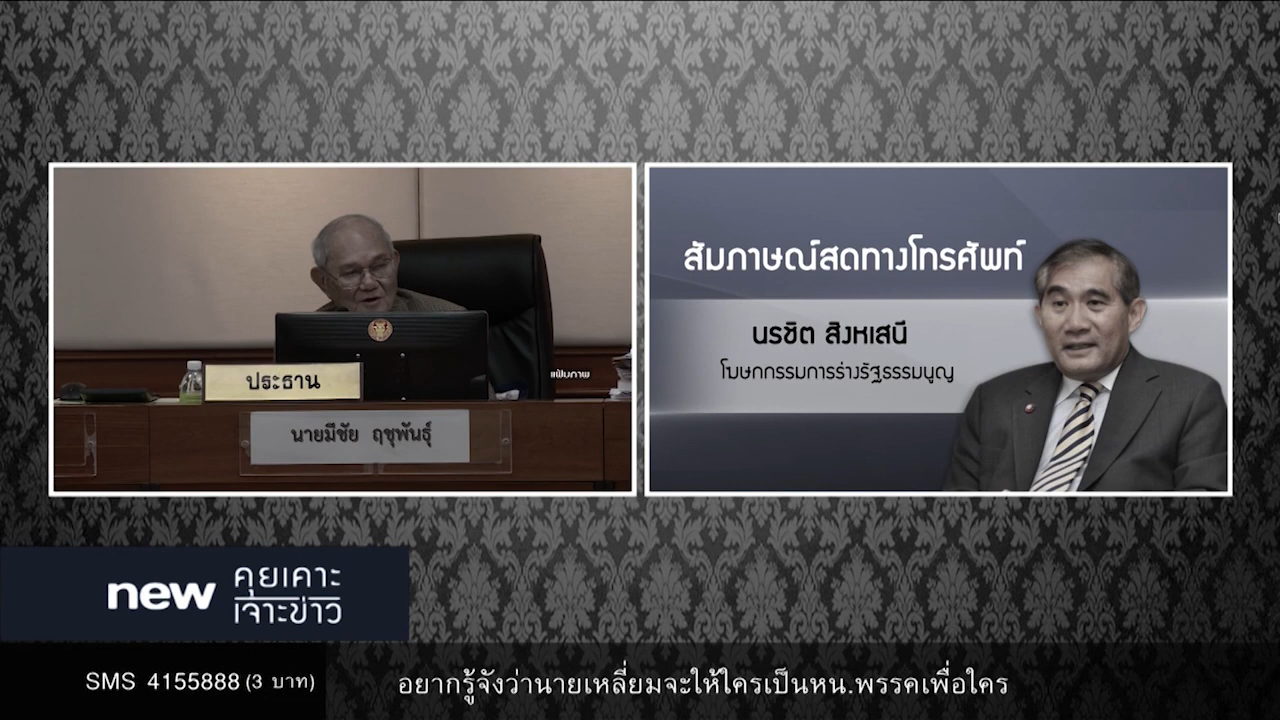 สัมภาษณ์สดทางโทรศัพท์
นรชิต สิงหเสนี
โฆษกกรรมการร่างรัฐธรรมนูญ
แฟ้มภาพ
ประธาน
นายมีชัย ฤชุพันธุ์
new คุยเคาะ
เจาะข่าว
SMS 4155888 (3 บาท)
อยากรู้จังว่านายเหลี่ยมจะให้ใครเป็นหน.พรรคเพื่อใคร